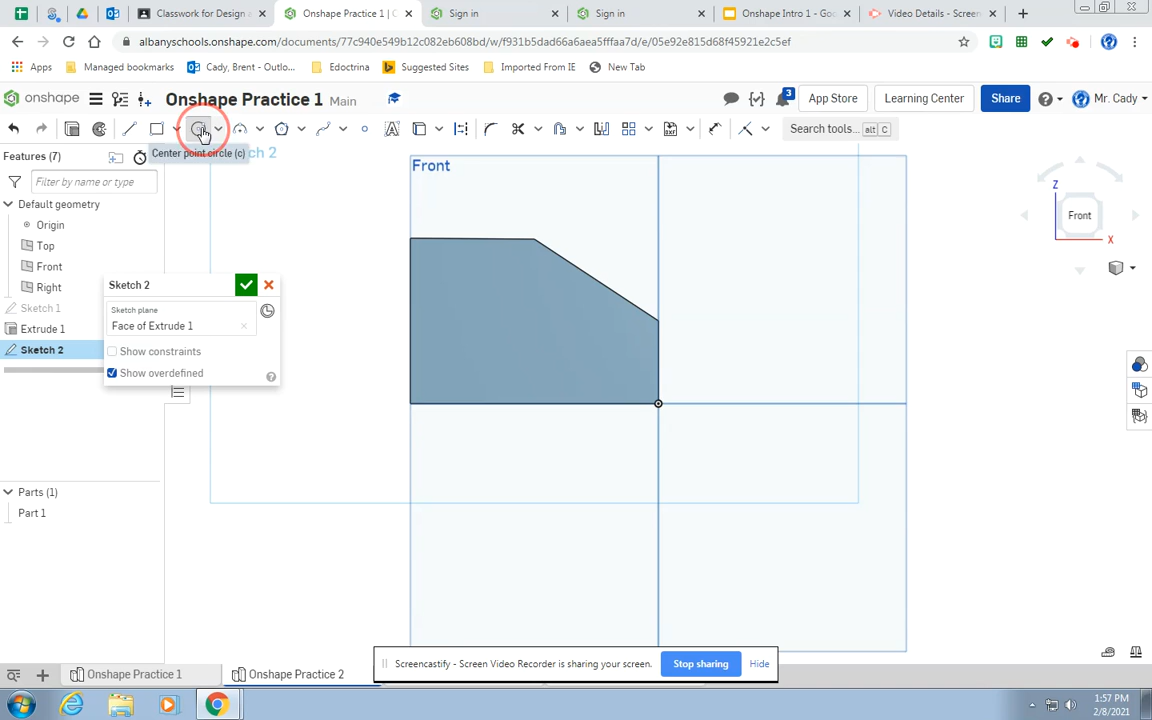 Classwork for Design a
Onshape Practice 1 | C
Sign in
Sign in
Onshape Intro 1 - Goo
Video Details - Screen
albanyschools.onshape.com/documents/77c940e549b12c082eb608bd/w/f931b5dad66a6aea5fffaa7d/e/05e92e815d68f45921e2c5ef
Apps
Managed bookmarks
Cady, Brent - Outlo...
Edoctrina
Suggested Sites
Imported From IE
New Tab
onshape
Onshape Practice 1 Main
3
App Store
Learning Center
Share
Mr. Cady
Search tools... alt C
Features (7)
Center point circle (c)
ch 2
Filter by name or type
Default geometry
Origin
Top
Front
Right
Sketch 1
Extrude 1
Sketch 2
Sketch 2
Sketch plane
Face of Extrude 1
Show constraints
Show overdefined
Front
Z
Front
X
Parts (1)
Part 1
Screencastify - Screen Video Recorder is sharing your screen.
Stop sharing
Hide
Onshape Practice 1
Onshape Practice 2
1:57 PM
2/8/2021